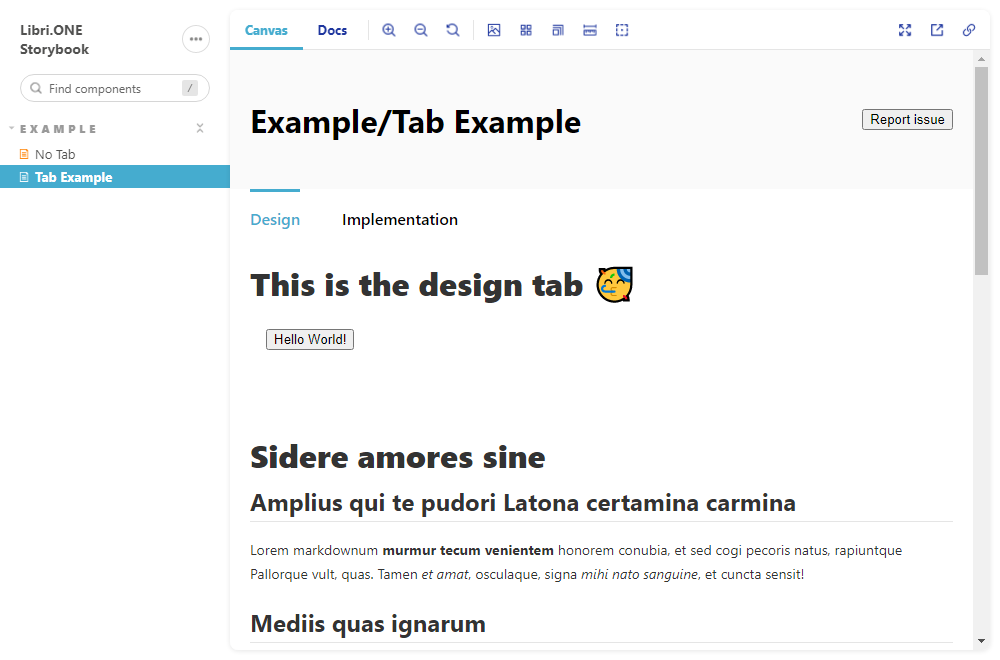 Libri.ONE
Storybook
Find components
/
EXAMPLE
No Tab
Tab Example
Canvas
Docs
Example/Tab Example
Report issue
Design
Implementation
This is the design tab 🥳
Hello World!
Sidere amores sine
Amplius qui te pudori Latona certamina carmina
Lorem markdownum murmur tecum venientem honorem conubia, et sed cogi pecoris natus, rapiuntque
Pallorque vult, quas. Tamen et amat, osculaque, signa mihi nato sanguine, et cuncta sensit!
Mediis quas ignarum